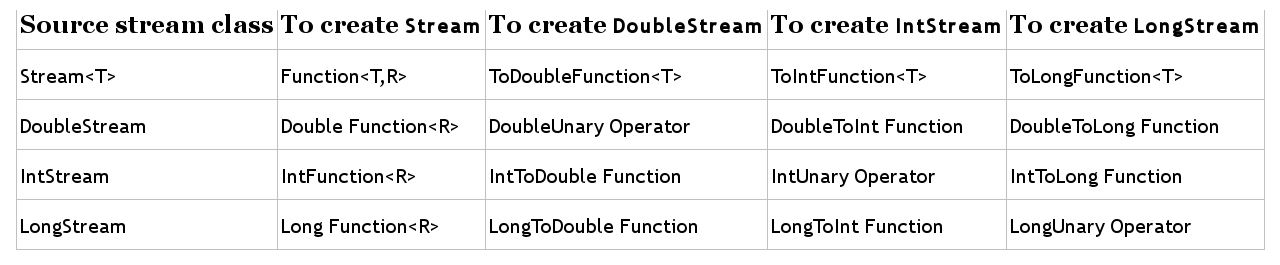 Source stream class To create Stream To create DoubleStream To create IntStream To create LongStream
Stream<T> Function<T,R> ToDoubleFunction<T> ToIntFunction<T> ToLongFunction<T>
DoubleStream Double Function<R> DoubleUnary Operator DoubleToInt Function DoubleToLong Function
IntStream IntFunction<R> IntToDouble Function IntUnary Operator IntToLong Function
LongStream Long Function<R> LongToDouble Function LongToInt Function LongUnary Operator